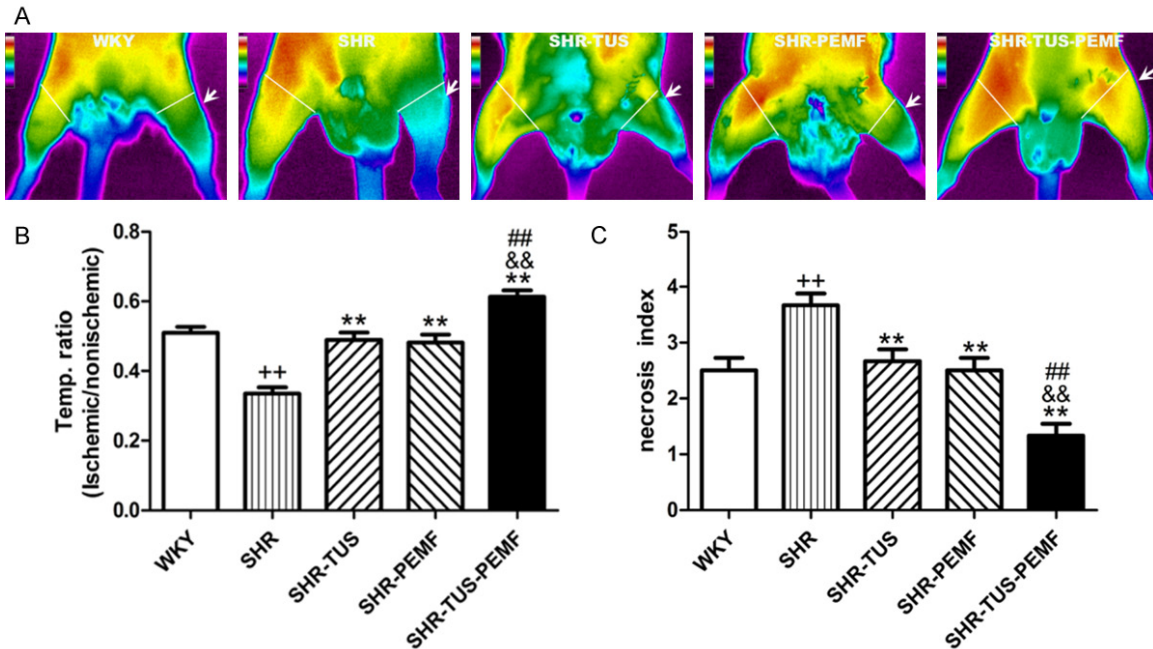 A
WKY
SHR
SHR-TUS
SHR-PEMF
SHR-TUS-PEMF
B
Temp. ratio
(Ischemic/nonischemic)
0.8
0.6
0.4
0.2
0.0
++
**
**
##
&&
**
WKY
SHR
SHR-TUS
SHR-PEMF
SHR-TUS-PEMF
C
necrosis index
5
4
3
2
1
0
++
**
**
##
&&
**
WKY
SHR
SHR-TUS
SHR-PEMF
SHR-TUS-PEMF